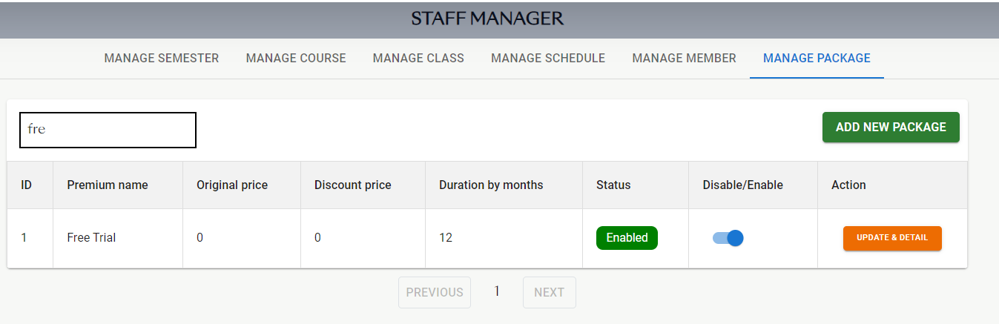 STAFF MANAGER
MANAGE SEMESTER MANAGE COURSE MANAGE CLASS MANAGE SCHEDULE MANAGE MEMBER MANAGE PACKAGE
fre
ADD NEW PACKAGE
ID Premium name Original price Discount price Duration by months Status Disable/Enable Action
1 Free Trial 0 0 12 Enabled UPDATE & DETAIL
PREVIOUS 1 NEXT